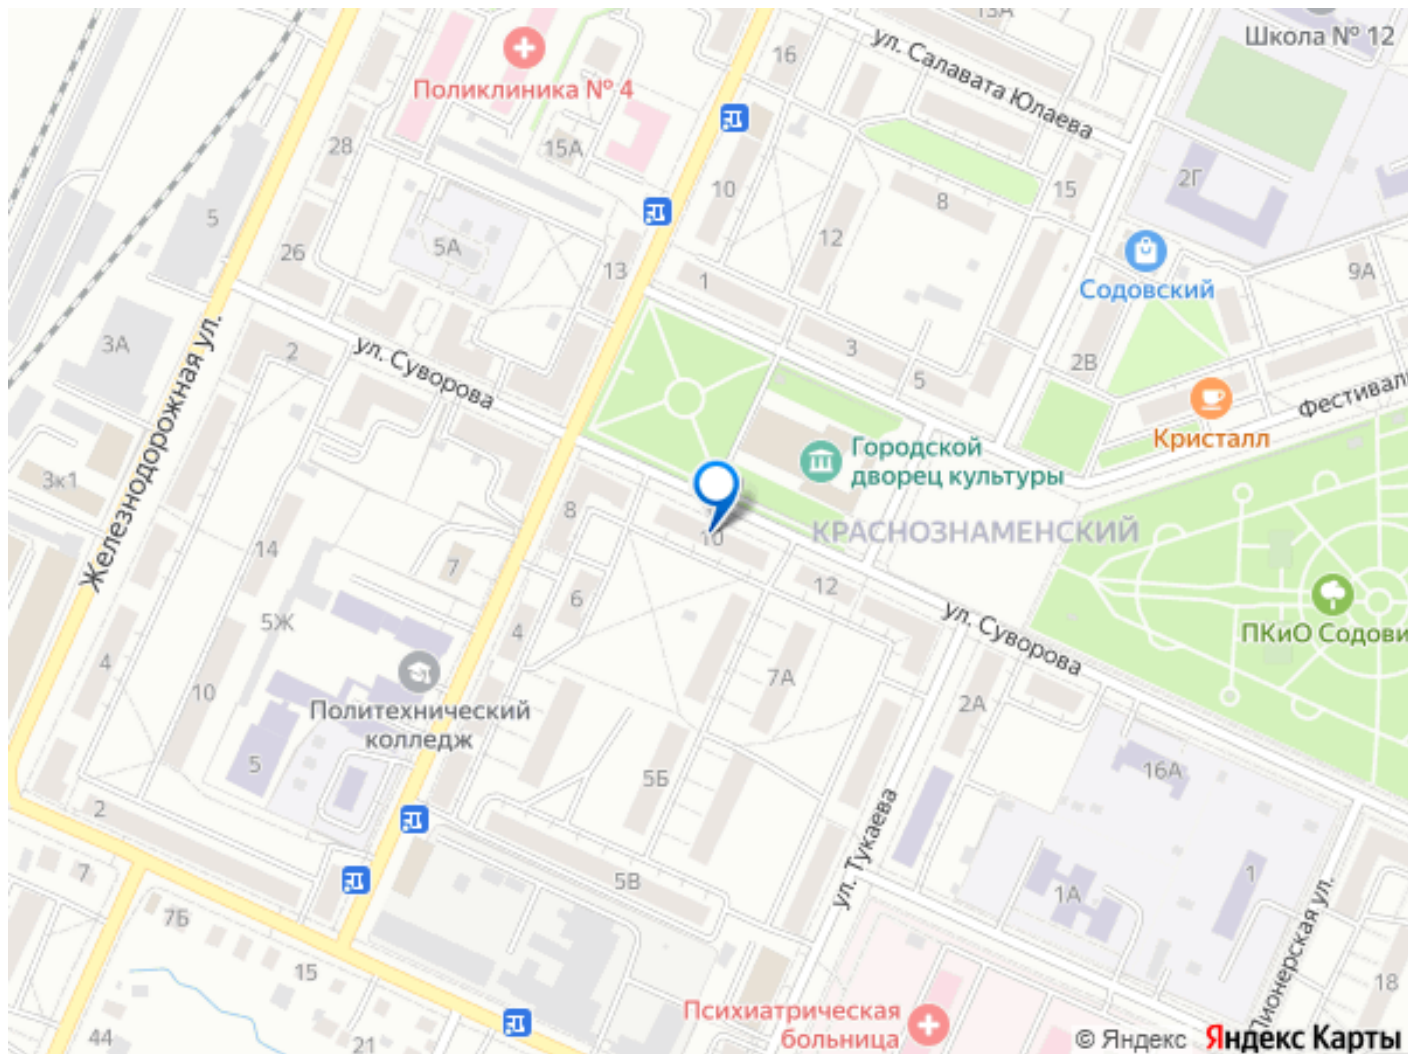 13А
Школа № 12
ул. Салавата Юлаева
16
Поликлиника № 4
28
15А
10
15
2Г
8
5
12
5А
26
13
1
Содовский
9А
3А
2
ул. Суворова
3
5
2В
Фестиваль
Кристалл
Железнодорожная ул.
Городской
дворец культуры
3к1
8
10
КРАСНОЗНАМЕНСКИЙ
14
7
12
6
ул. Суворова
5Ж
4
ПКиО Содови
4
10
7А
2А
Политехнический
колледж
5
5Б
16А
2
ул. Тукаева
7
5В
1А
1
7Б
Пионерская ул.
15
18
Психиатрическая
больница
44
21
© Яндекс Яндекс Карты